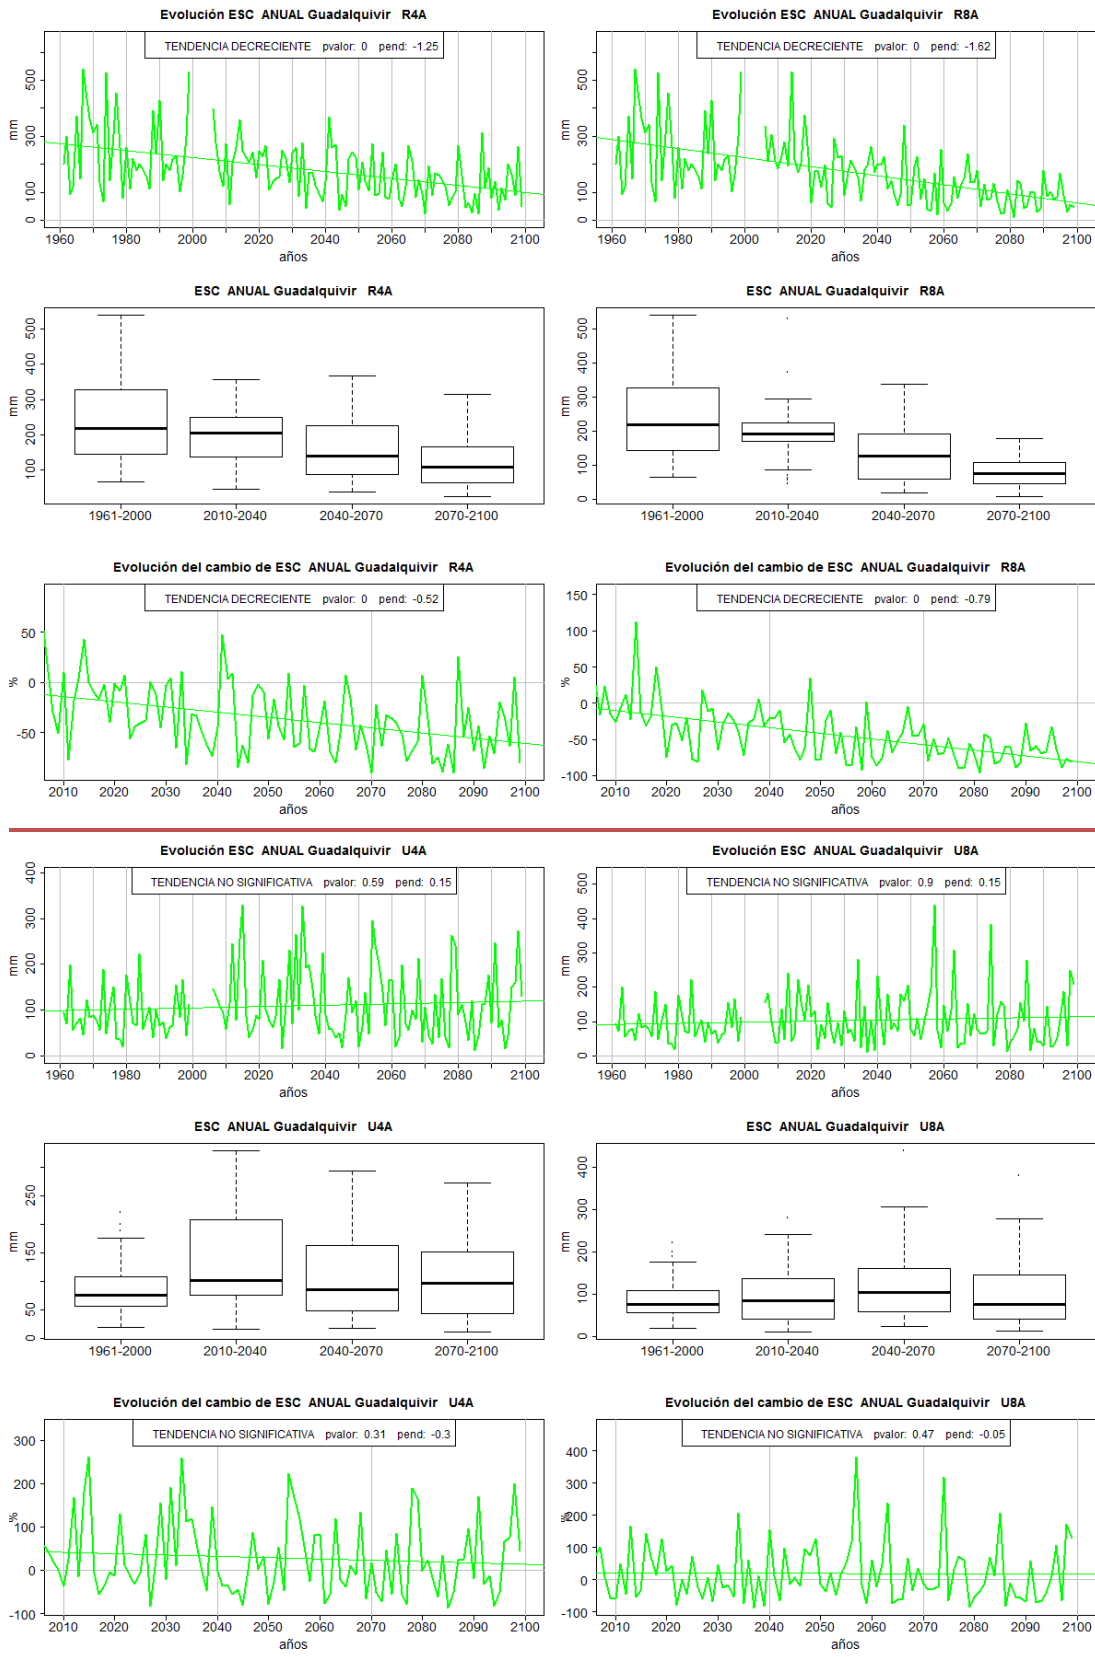 Evolución ESC ANUAL Guadalquivir R4A
TENDENCIA DECRECIENTE pvalor: 0 pend: -1.25
mm
500
300
100
0
1960 1980 2000 2020 2040 2060 2080 2100
años
Evolución ESC ANUAL Guadalquivir R8A
TENDENCIA DECRECIENTE pvalor: 0 pend: -1.62
mm
500
300
100
0
1960 1980 2000 2020 2040 2060 2080 2100
años
ESC ANUAL Guadalquivir R4A
mm
500
400
300
200
100
1961-2000 2010-2040 2040-2070 2070-2100
ESC ANUAL Guadalquivir R8A
mm
500
400
300
200
100
0
1961-2000 2010-2040 2040-2070 2070-2100
Evolución del cambio de ESC ANUAL Guadalquivir R4A
TENDENCIA DECRECIENTE pvalor: 0 pend: -0.52
%
50
0
-50
2010 2020 2030 2040 2050 2060 2070 2080 2090 2100
años
Evolución del cambio de ESC ANUAL Guadalquivir R8A
TENDENCIA DECRECIENTE pvalor: 0 pend: -0.79
%
150
100
50
0
-50
-100
2010 2020 2030 2040 2050 2060 2070 2080 2090 2100
años
Evolución ESC ANUAL Guadalquivir U4A
TENDENCIA NO SIGNIFICATIVA pvalor: 0.59 pend: 0.15
mm
400
300
200
100
0
1960 1980 2000 2020 2040 2060 2080 2100
años
Evolución ESC ANUAL Guadalquivir U8A
TENDENCIA NO SIGNIFICATIVA pvalor: 0.9 pend: 0.15
mm
500
400
300
200
100
0
1960 1980 2000 2020 2040 2060 2080 2100
años
ESC ANUAL Guadalquivir U4A
mm
250
150
50
0
1961-2000 2010-2040 2040-2070 2070-2100
ESC ANUAL Guadalquivir U8A
mm
400
300
200
100
0
1961-2000 2010-2040 2040-2070 2070-2100
Evolución del cambio de ESC ANUAL Guadalquivir U4A
TENDENCIA NO SIGNIFICATIVA pvalor: 0.31 pend: -0.3
%
300
200
100
0
-100
2010 2020 2030 2040 2050 2060 2070 2080 2090 2100
años
Evolución del cambio de ESC ANUAL Guadalquivir U8A
TENDENCIA NO SIGNIFICATIVA pvalor: 0.47 pend: -0.05
%
400
300
200
100
0
-100
2010 2020 2030 2040 2050 2060 2070 2080 2090 2100
años